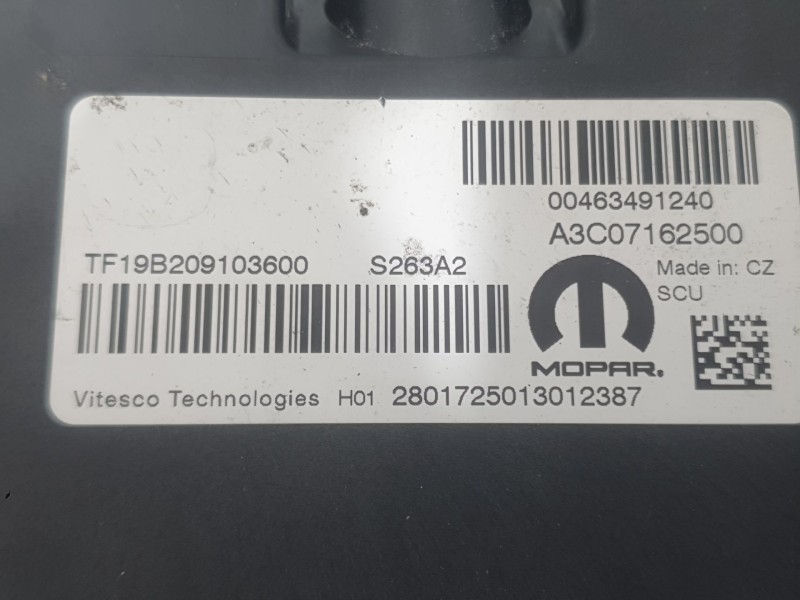 00463491240
A3C07162500
TF19B209103600 S263A2
Made in: CZ
SCU
MOPAR.
Vitesco Technologies H01 2801725013012387